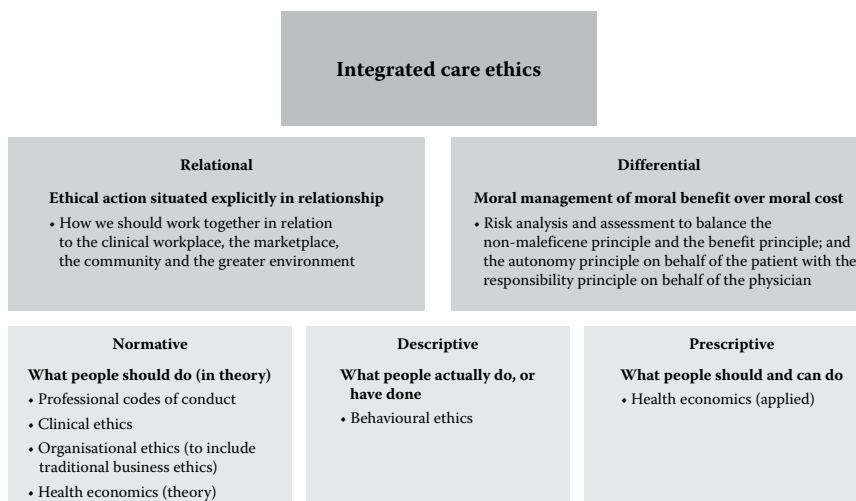 Integrated care ethics
Relational
Ethical action situated explicitly in relationship
• How we should work together in relation
to the clinical workplace, the marketplace,
the community and the greater environment
Differential
Moral management of moral benefit over moral cost
• Risk analysis and assessment to balance the
non-maleficene principle and the benefit principle; and
the autonomy principle on behalf of the patient with the
responsibility principle on behalf of the physician
Normative
What people should do (in theory)
• Professional codes of conduct
• Clinical ethics
• Organisational ethics (to include
traditional business ethics)
• Health economics (theory)
Descriptive
What people actually do, or
have done
• Behavioural ethics
Prescriptive
What people should and can do
• Health economics (applied)